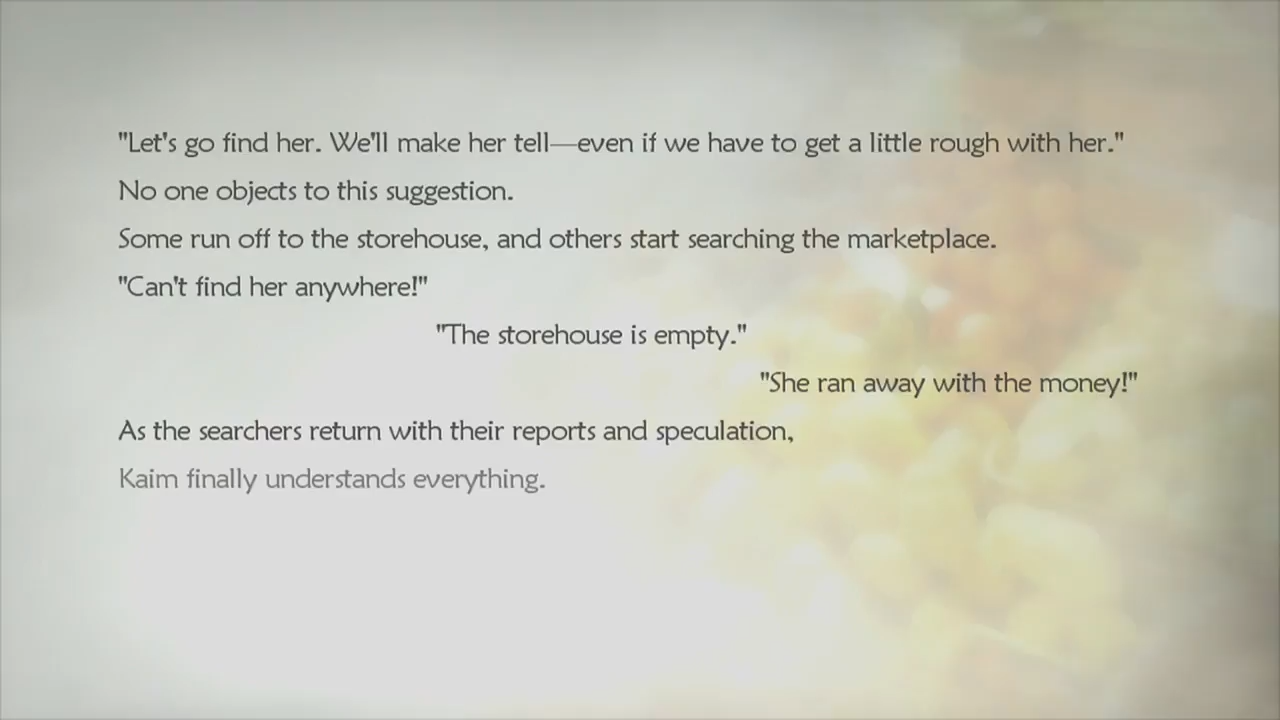 "Let's go find her. We'll make her tell—even if we have to get a little rough with her."
No one objects to this suggestion.
Some run off to the storehouse, and others start searching the marketplace.
"Can't find her anywhere!"
"The storehouse is empty."
"She ran away with the money!"
As the searchers return with their reports and speculation,
Kaim finally understands everything.